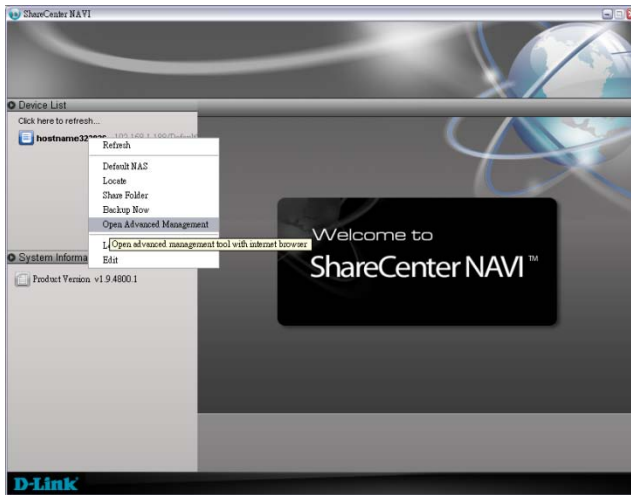 ShareCenter NAVI
Device List
Click here to refresh...
Refresh
Default NAS
Locate
Share Folder
Backup Now
Open Advanced Management
Open advanced management tool with internet browser
Edit
System Informa
Product Version v1.9.4800.1
Welcome to
ShareCenter NAVI™
D-Link